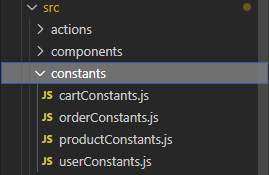 src
actions
components
constants
JS cartConstants.js
JS orderConstants.js
JS productConstants.js
JS userConstants.js